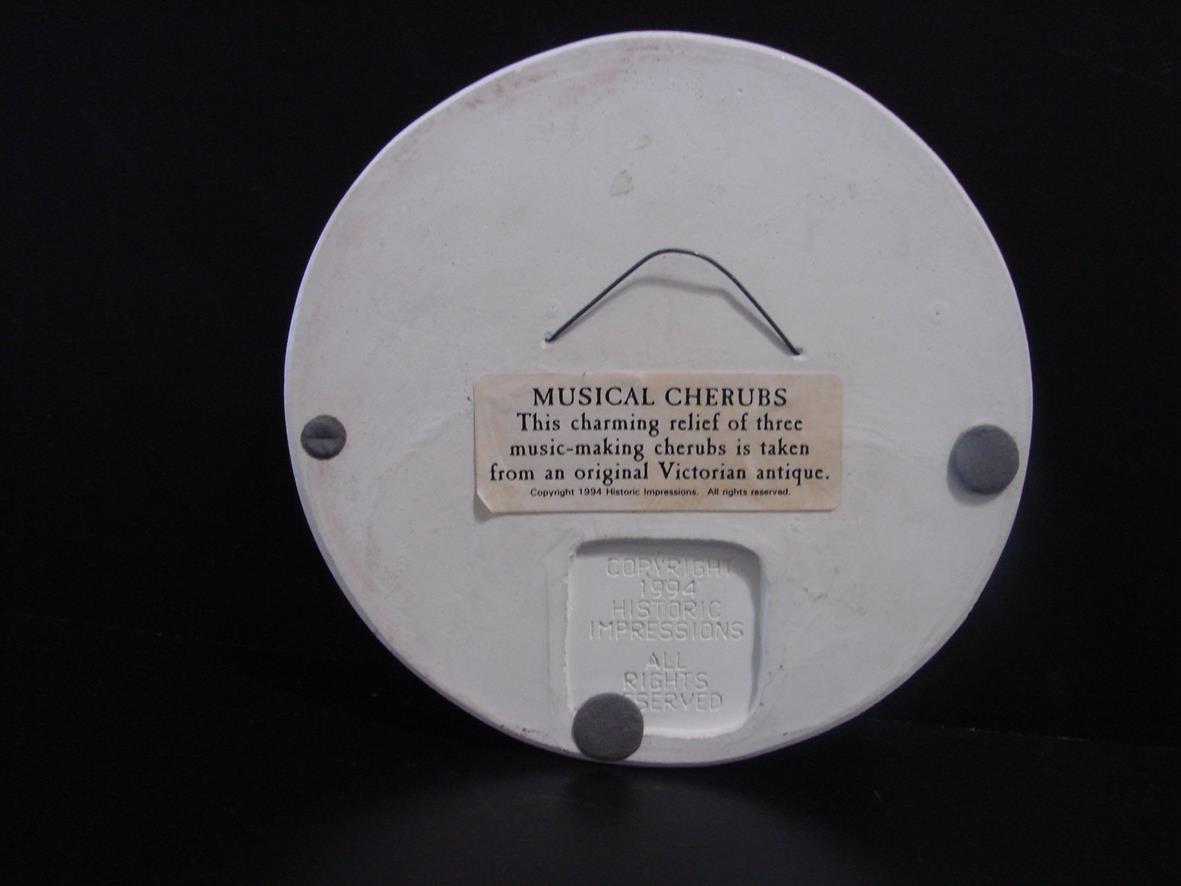 MUSICAL CHERUBS
This charming relief of three
music-making cherubs is taken
from an original Victorian antique.
Copyright 1994 Historic Impressions. All rights reserved.
COPYRIGHT
1994
HISTORIC
IMPRESSIONS
ALL
RIGHTS
ESERVED